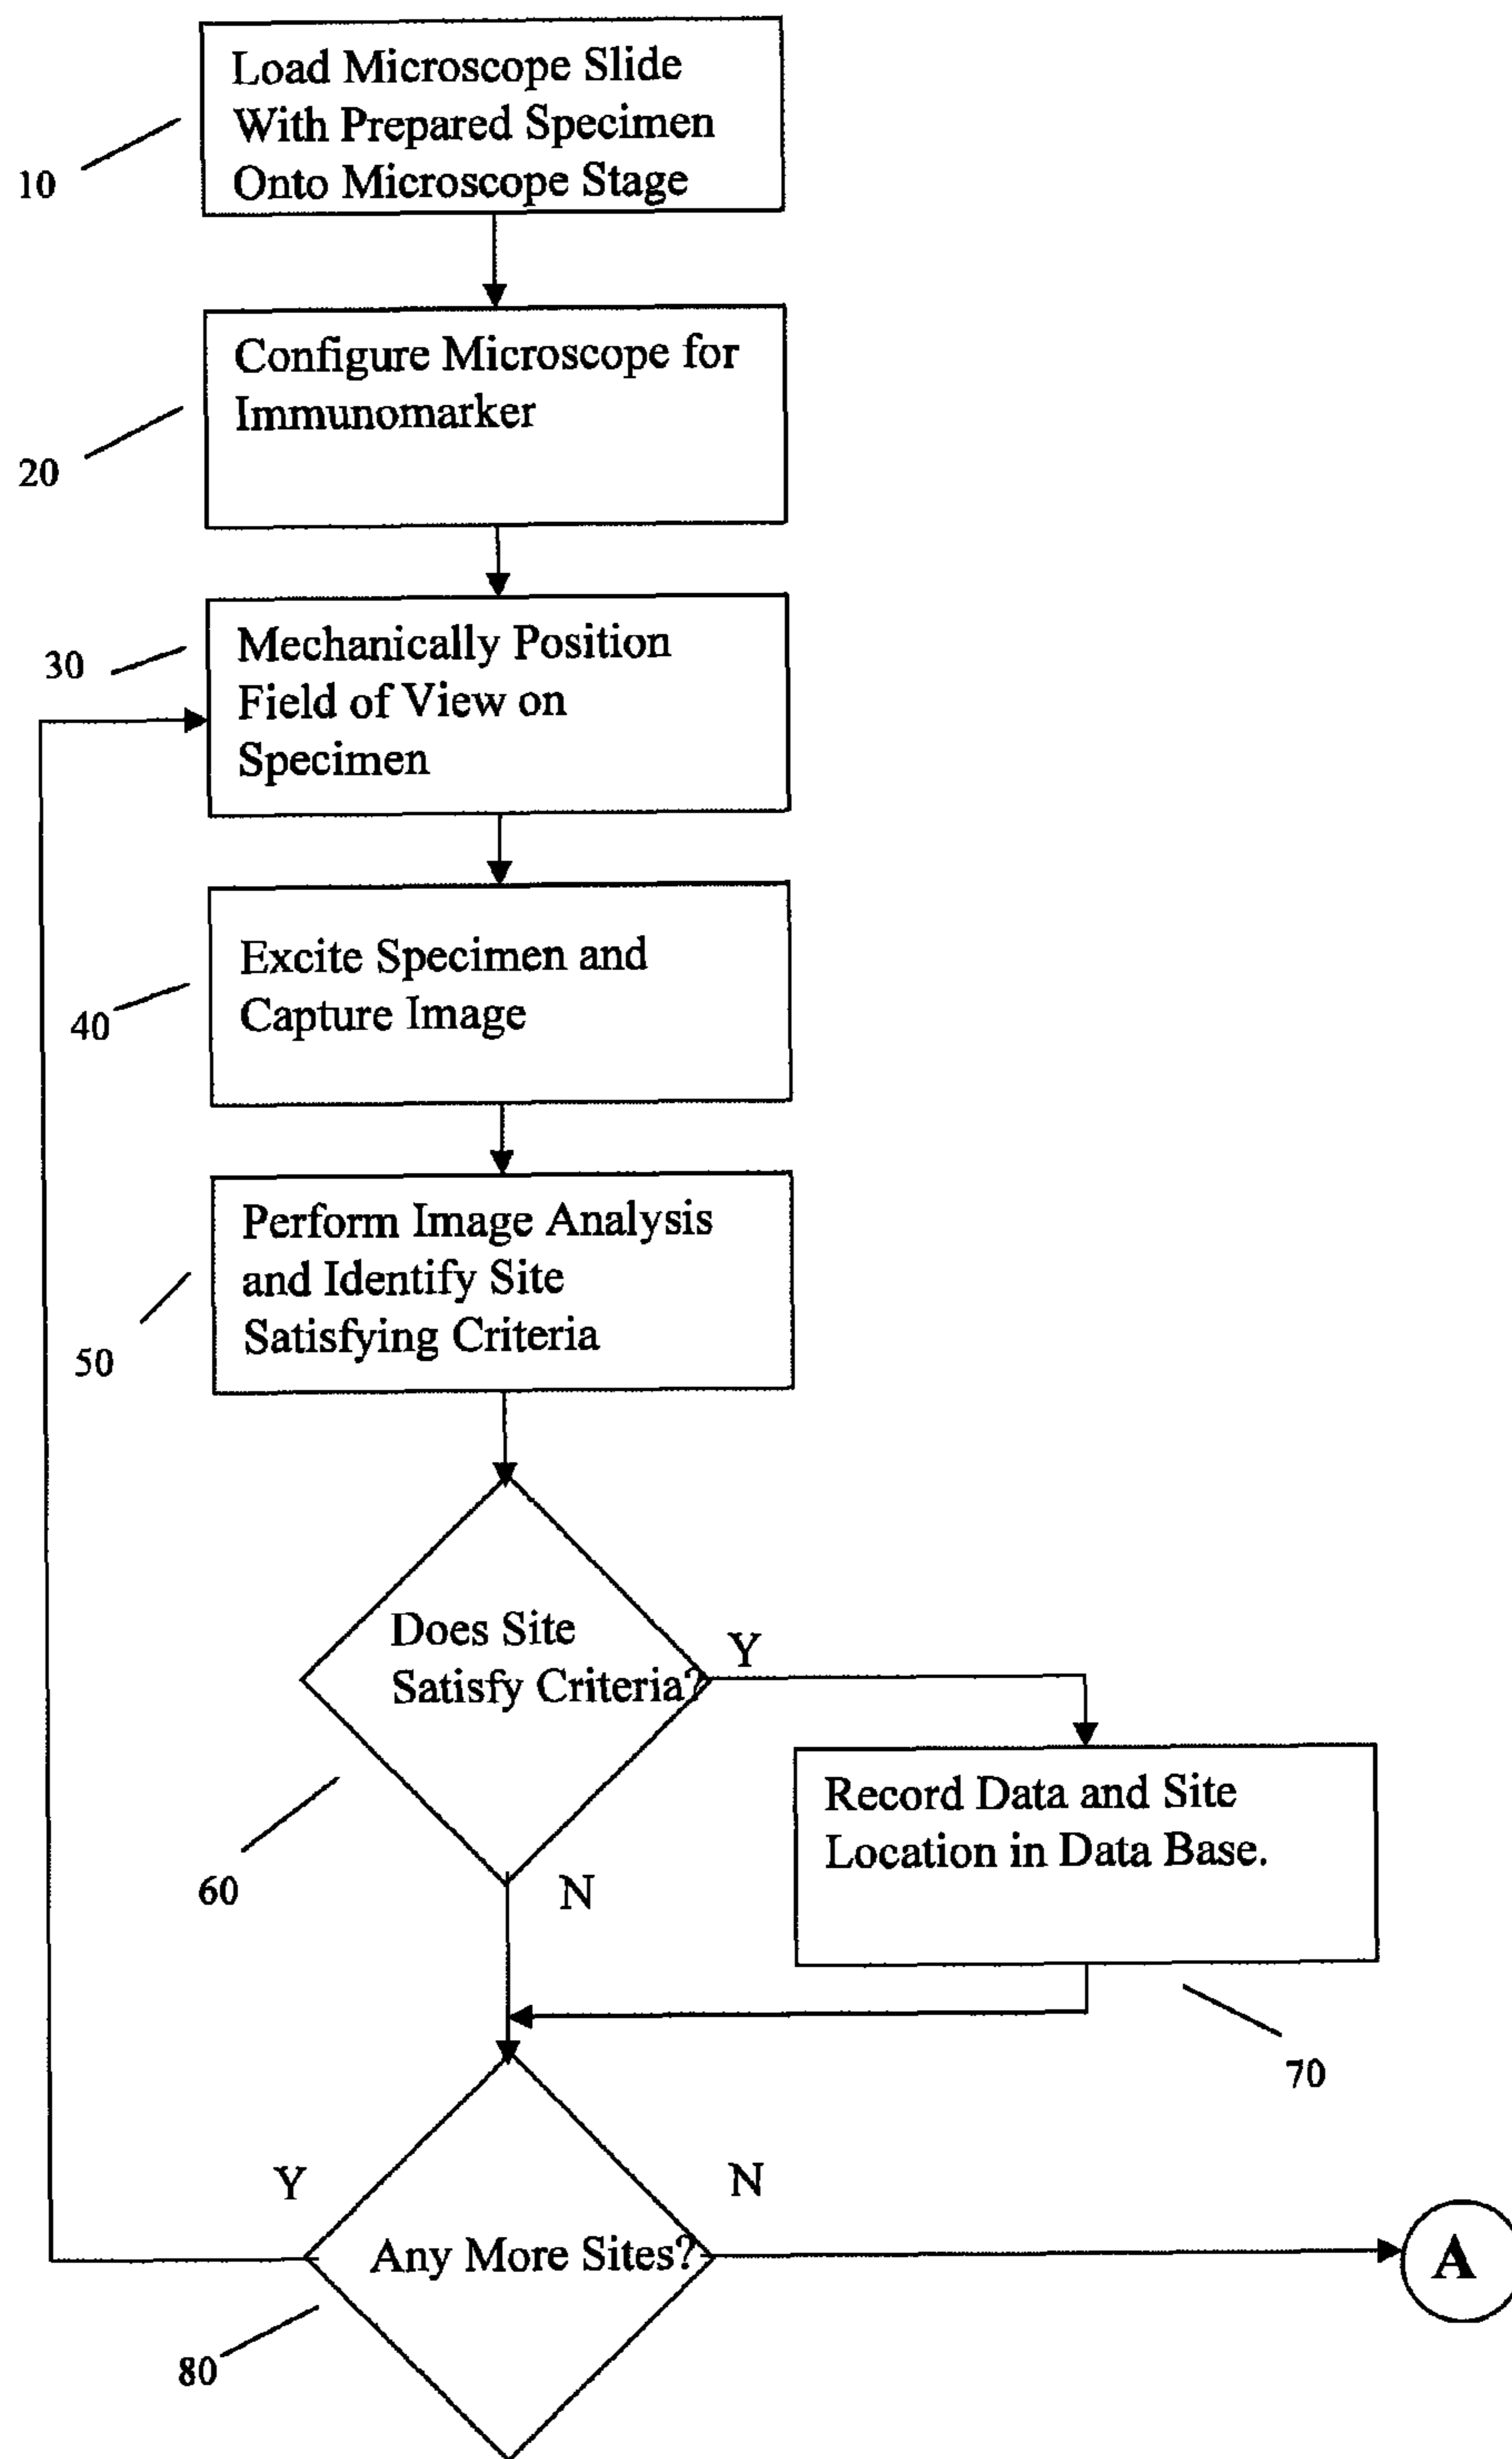 Load Microscope Slide
With Prepared Specimen
Onto Microscope Stage
10
Configure Microscope for
Immunomarker
20
Mechanically Position
Field of View on
Specimen
30
Excite Specimen and
Capture Image
40
Perform Image Analysis
and Identify Site
Satisfying Criteria
50
Does Site
Satisfy Criteria?
Y
60
N
Record Data and Site
Location in Data Base.
70
Y
N
Any More Sites?
A
80